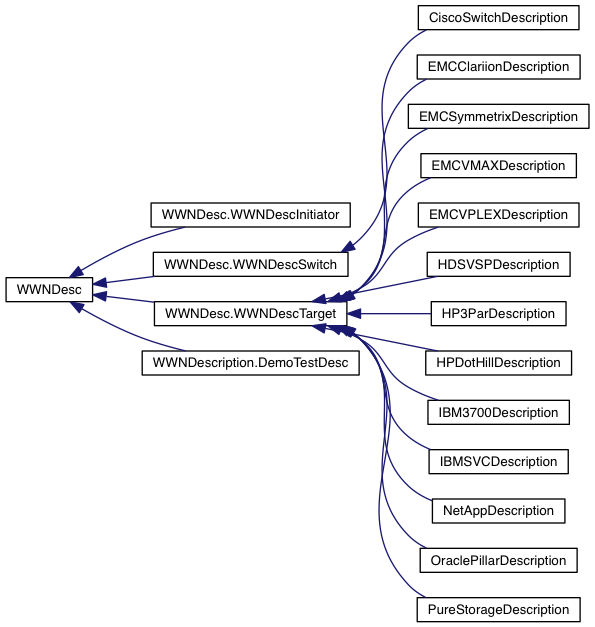 CiscoSwitchDescription
EMCClariionDescription
EMCSymmetrixDescription
EMCVMAXDescription
WWNDesc.WWNDescInitiator
EMCVPLEXDescription
WWNDesc.WWNDescSwitch
HDSVSPDescription
WWNDesc
WWNDesc.WWNDescTarget
HP3ParDescription
WWNDescription.DemoTestDesc
HPDotHillDescription
IBM3700Description
IBMSVCDescription
NetAppDescription
OraclePillarDescription
PureStorageDescription